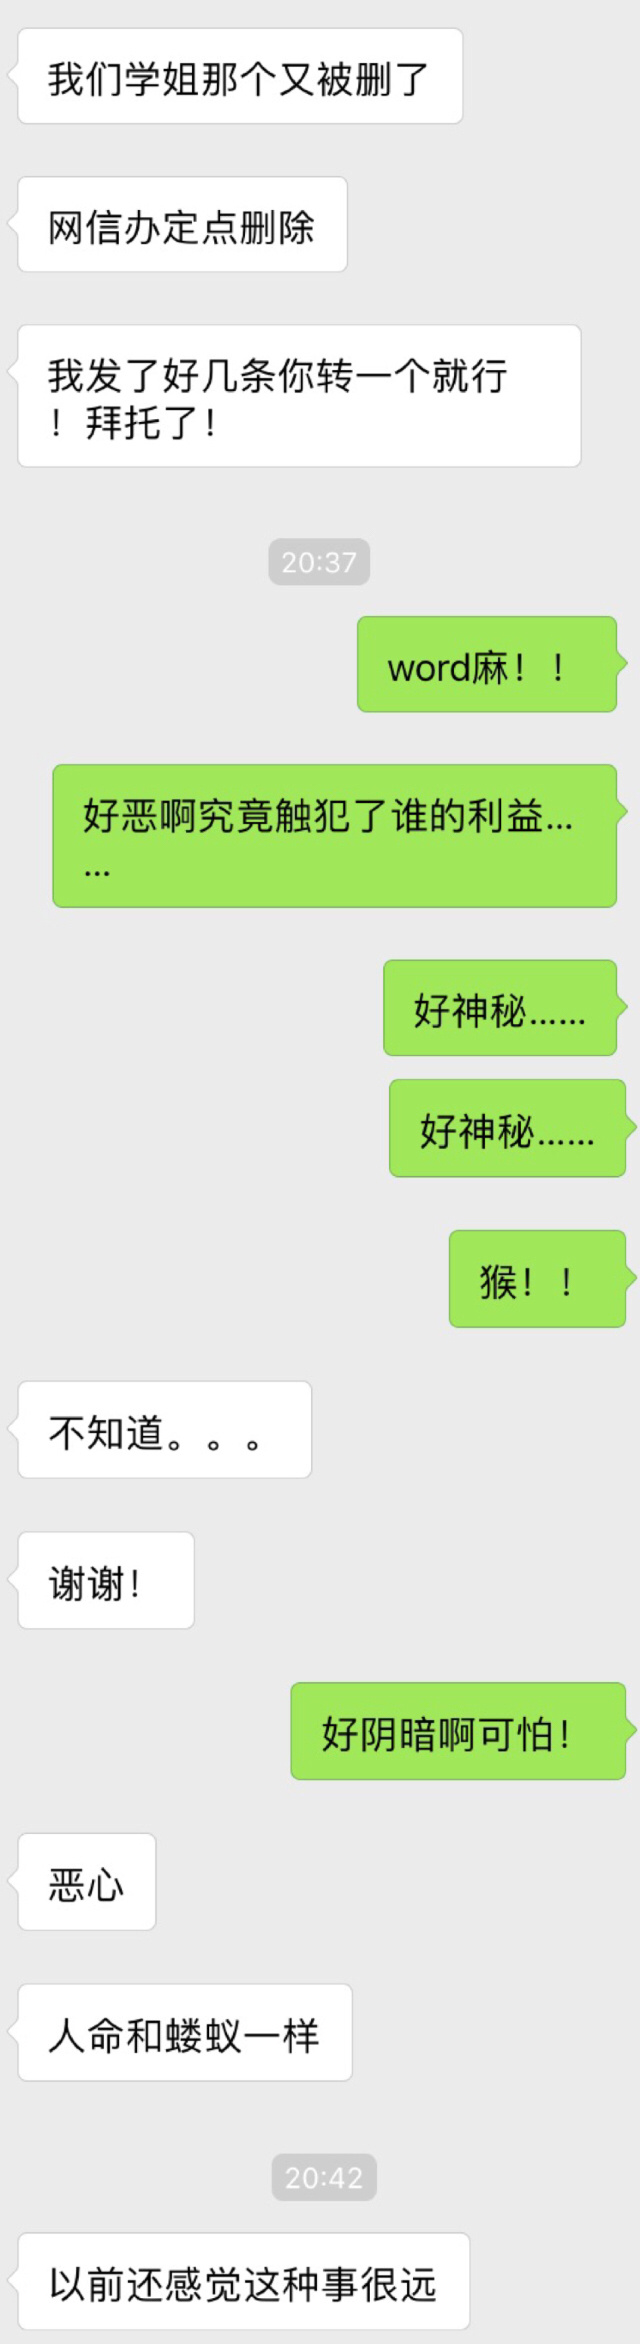 我们学姐那个又被删了
网信办定点删除
我发了好几条你转一个就行
！拜托了！
20:37
word麻！！
好恶啊究竟触犯了谁的利益...
...
好神秘......
好神秘......
猴！！
不知道。。。
谢谢！
好阴暗啊可怕！
恶心
人命和蝼蚁一样
20:42
以前还感觉这种事很远